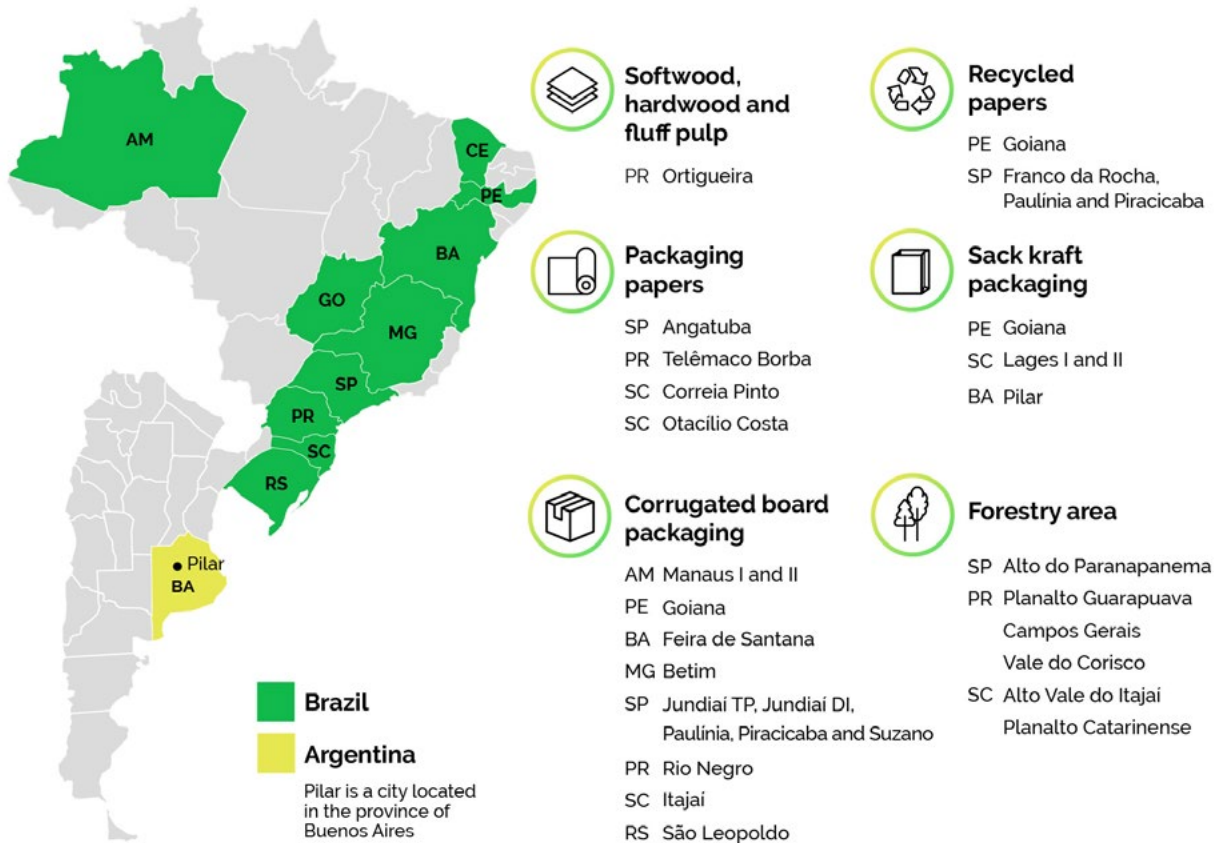 AM
CE
PE
BA
GO
MG
SP
PR
SC
RS
Pilar
BA
Brazil
Argentina
Pilar is a city located
in the province of
Buenos Aires
Softwood,
hardwood and
fluff pulp
PR Ortigueira
Packaging
papers
SP Angatuba
PR Telêmaco Borba
SC Correia Pinto
SC Otacílio Costa
Corrugated board
packaging
AM Manaus I and II
PE Goiana
BA Feira de Santana
MG Betim
SP Jundiaí TP, Jundiaí DI,
Paulínia, Piracicaba and Suzano
PR Rio Negro
SC Itajaí
RS São Leopoldo
Recycled
papers
PE Goiana
SP Franco da Rocha,
Paulínia and Piracicaba
Sack kraft
packaging
PE Goiana
SC Lages I and II
BA Pilar
Forestry area
SP Alto do Paranapanema
PR Planalto Guarapuava
Campos Gerais
Vale do Corisco
SC Alto Vale do Itajaí
Planalto Catarinense